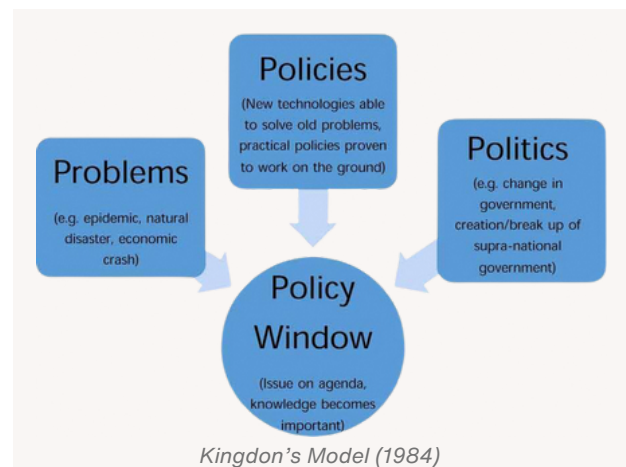 Policies
(New technologies able
to solve old problems,
practical policies proven
to work on the ground)
Problems
(e.g. epidemic, natural
disaster, economic
crash)
Politics
(e.g. change in
government,
creation/break up of
supra-national
government)
Policy
Window
(Issue on agenda,
knowledge becomes
important)
Kingdon's Model (1984)